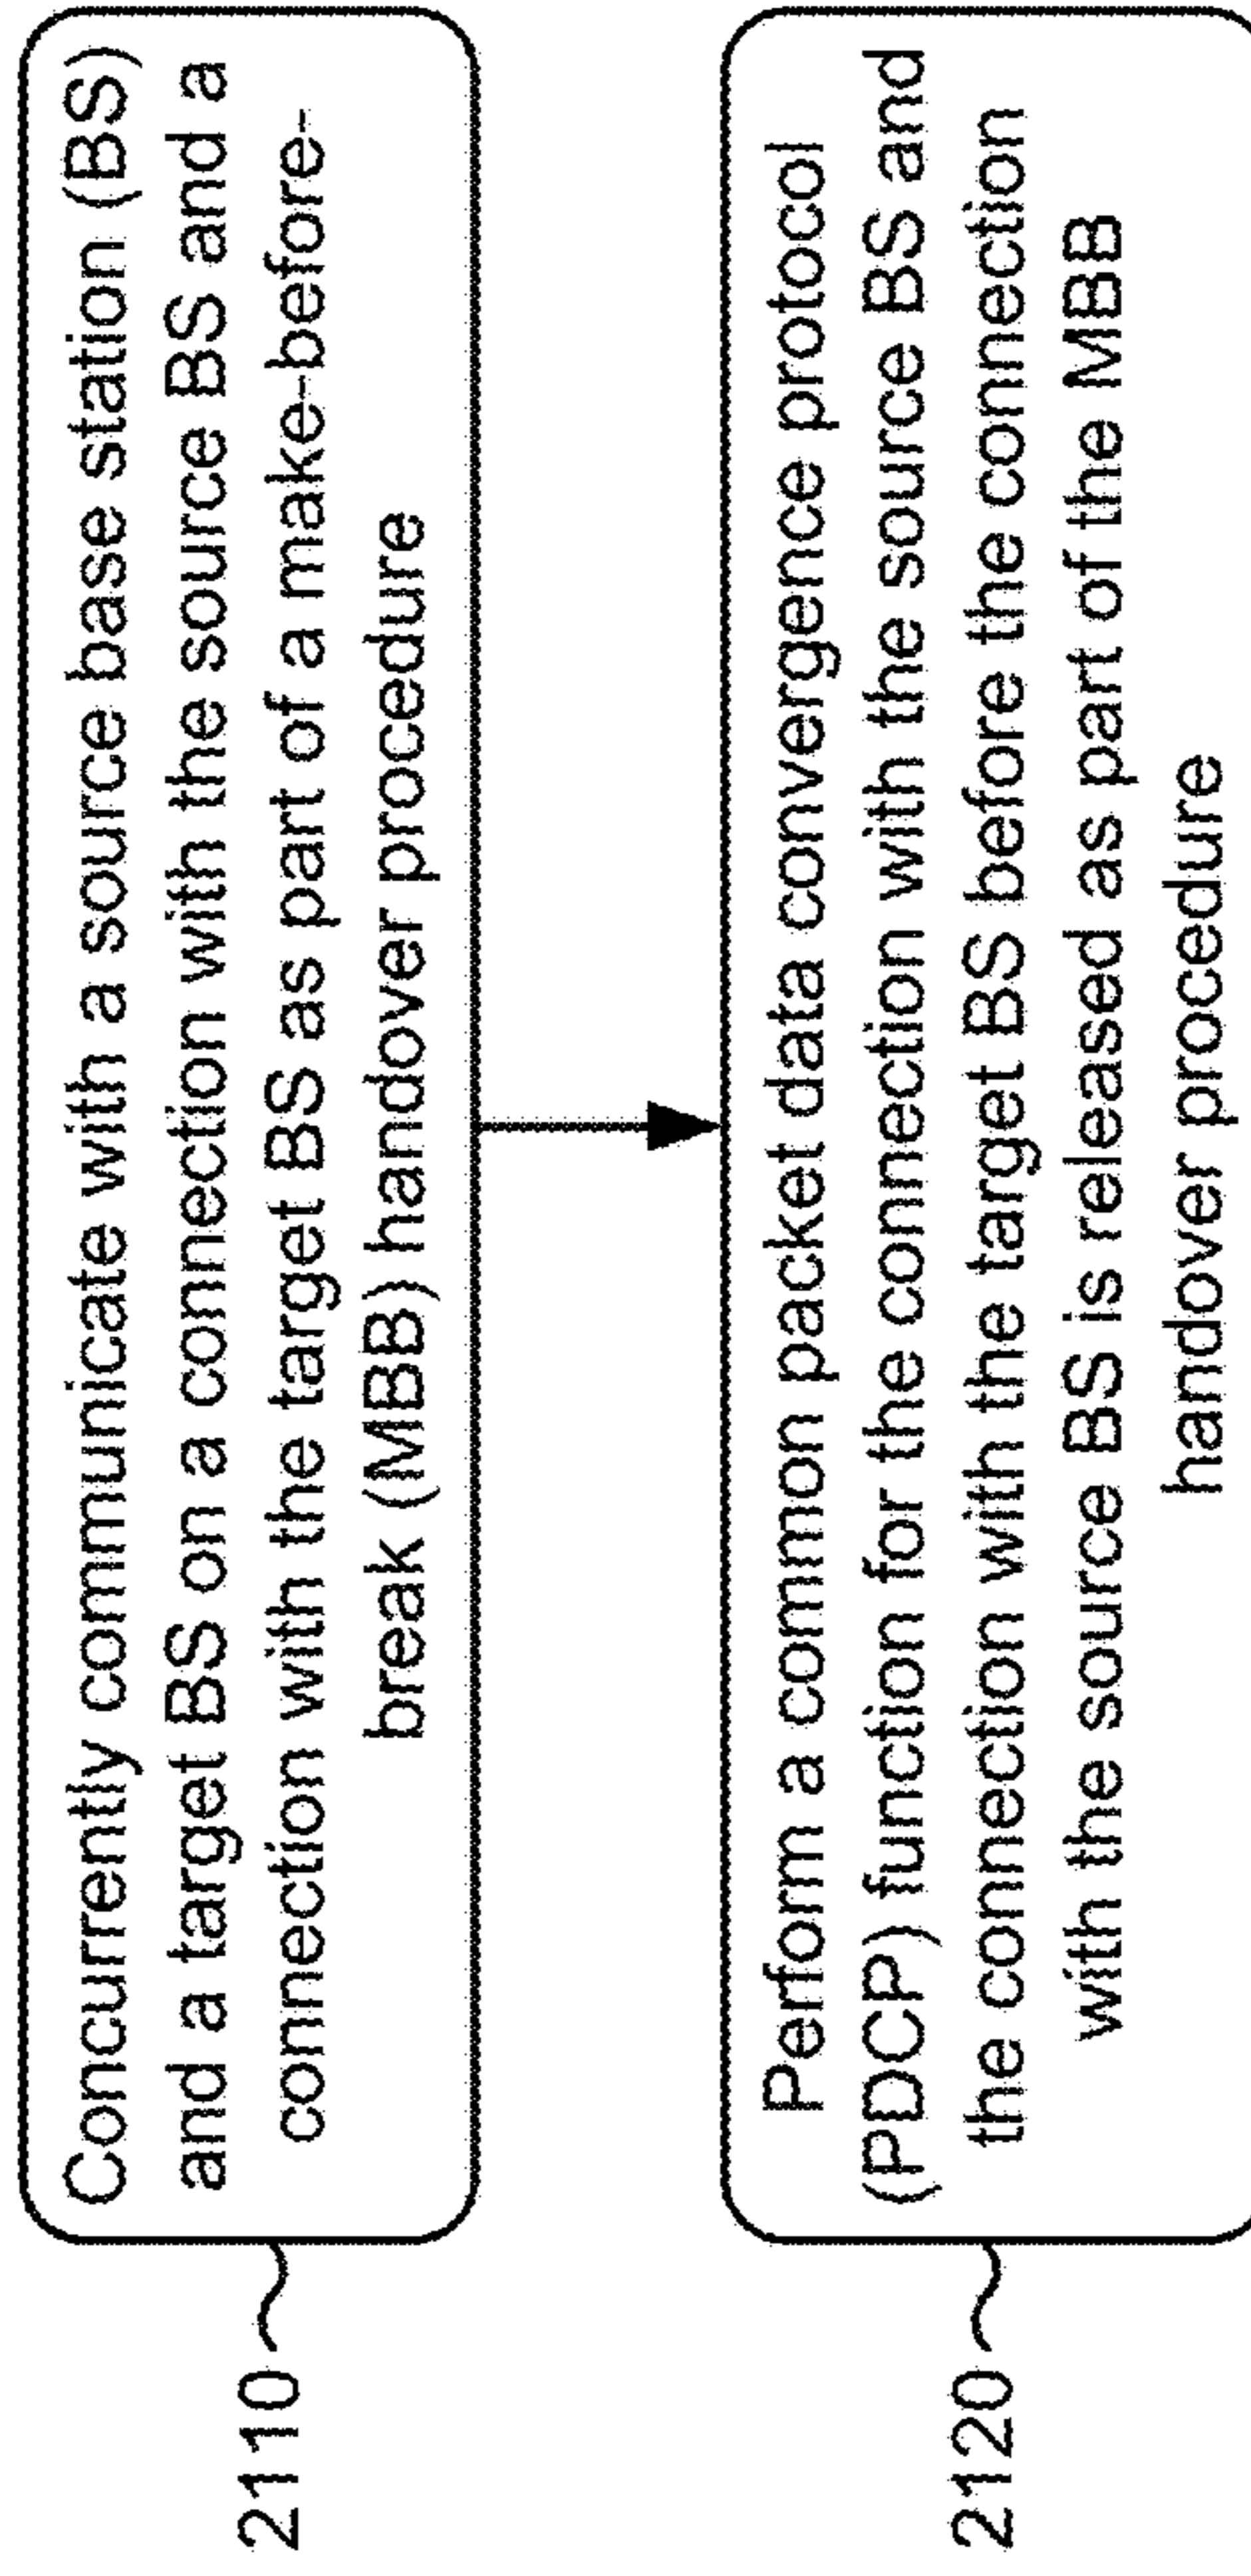 2110
Concurrently communicate with a source base station (BS)
and a target BS on a connection with the source BS and a
connection with the target BS as part of a make-before-
break (MBB) handover procedure
2120
Perform a common packet data convergence protocol
(PDCP) function for the connection with the source BS and
the connection with the target BS before the connection
with the source BS is released as part of the MBB
handover procedure